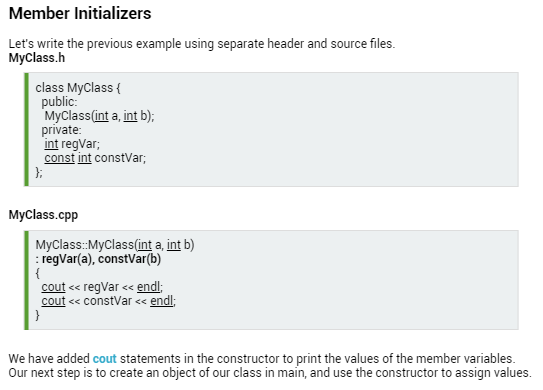 Member Initializers
Let's write the previous example using separate header and source files.
MyClass.h
class MyClass {
public:
MyClass(int a, int b);
private:
int regVar;
const int constVar;
};
MyClass.cpp
MyClass::MyClass(int a, int b)
: regVar(a), constVar(b)
{
cout << regVar << endl;
cout << constVar << endl;
}
We have added cout statements in the constructor to print the values of the member variables.
Our next step is to create an object of our class in main, and use the constructor to assign values.